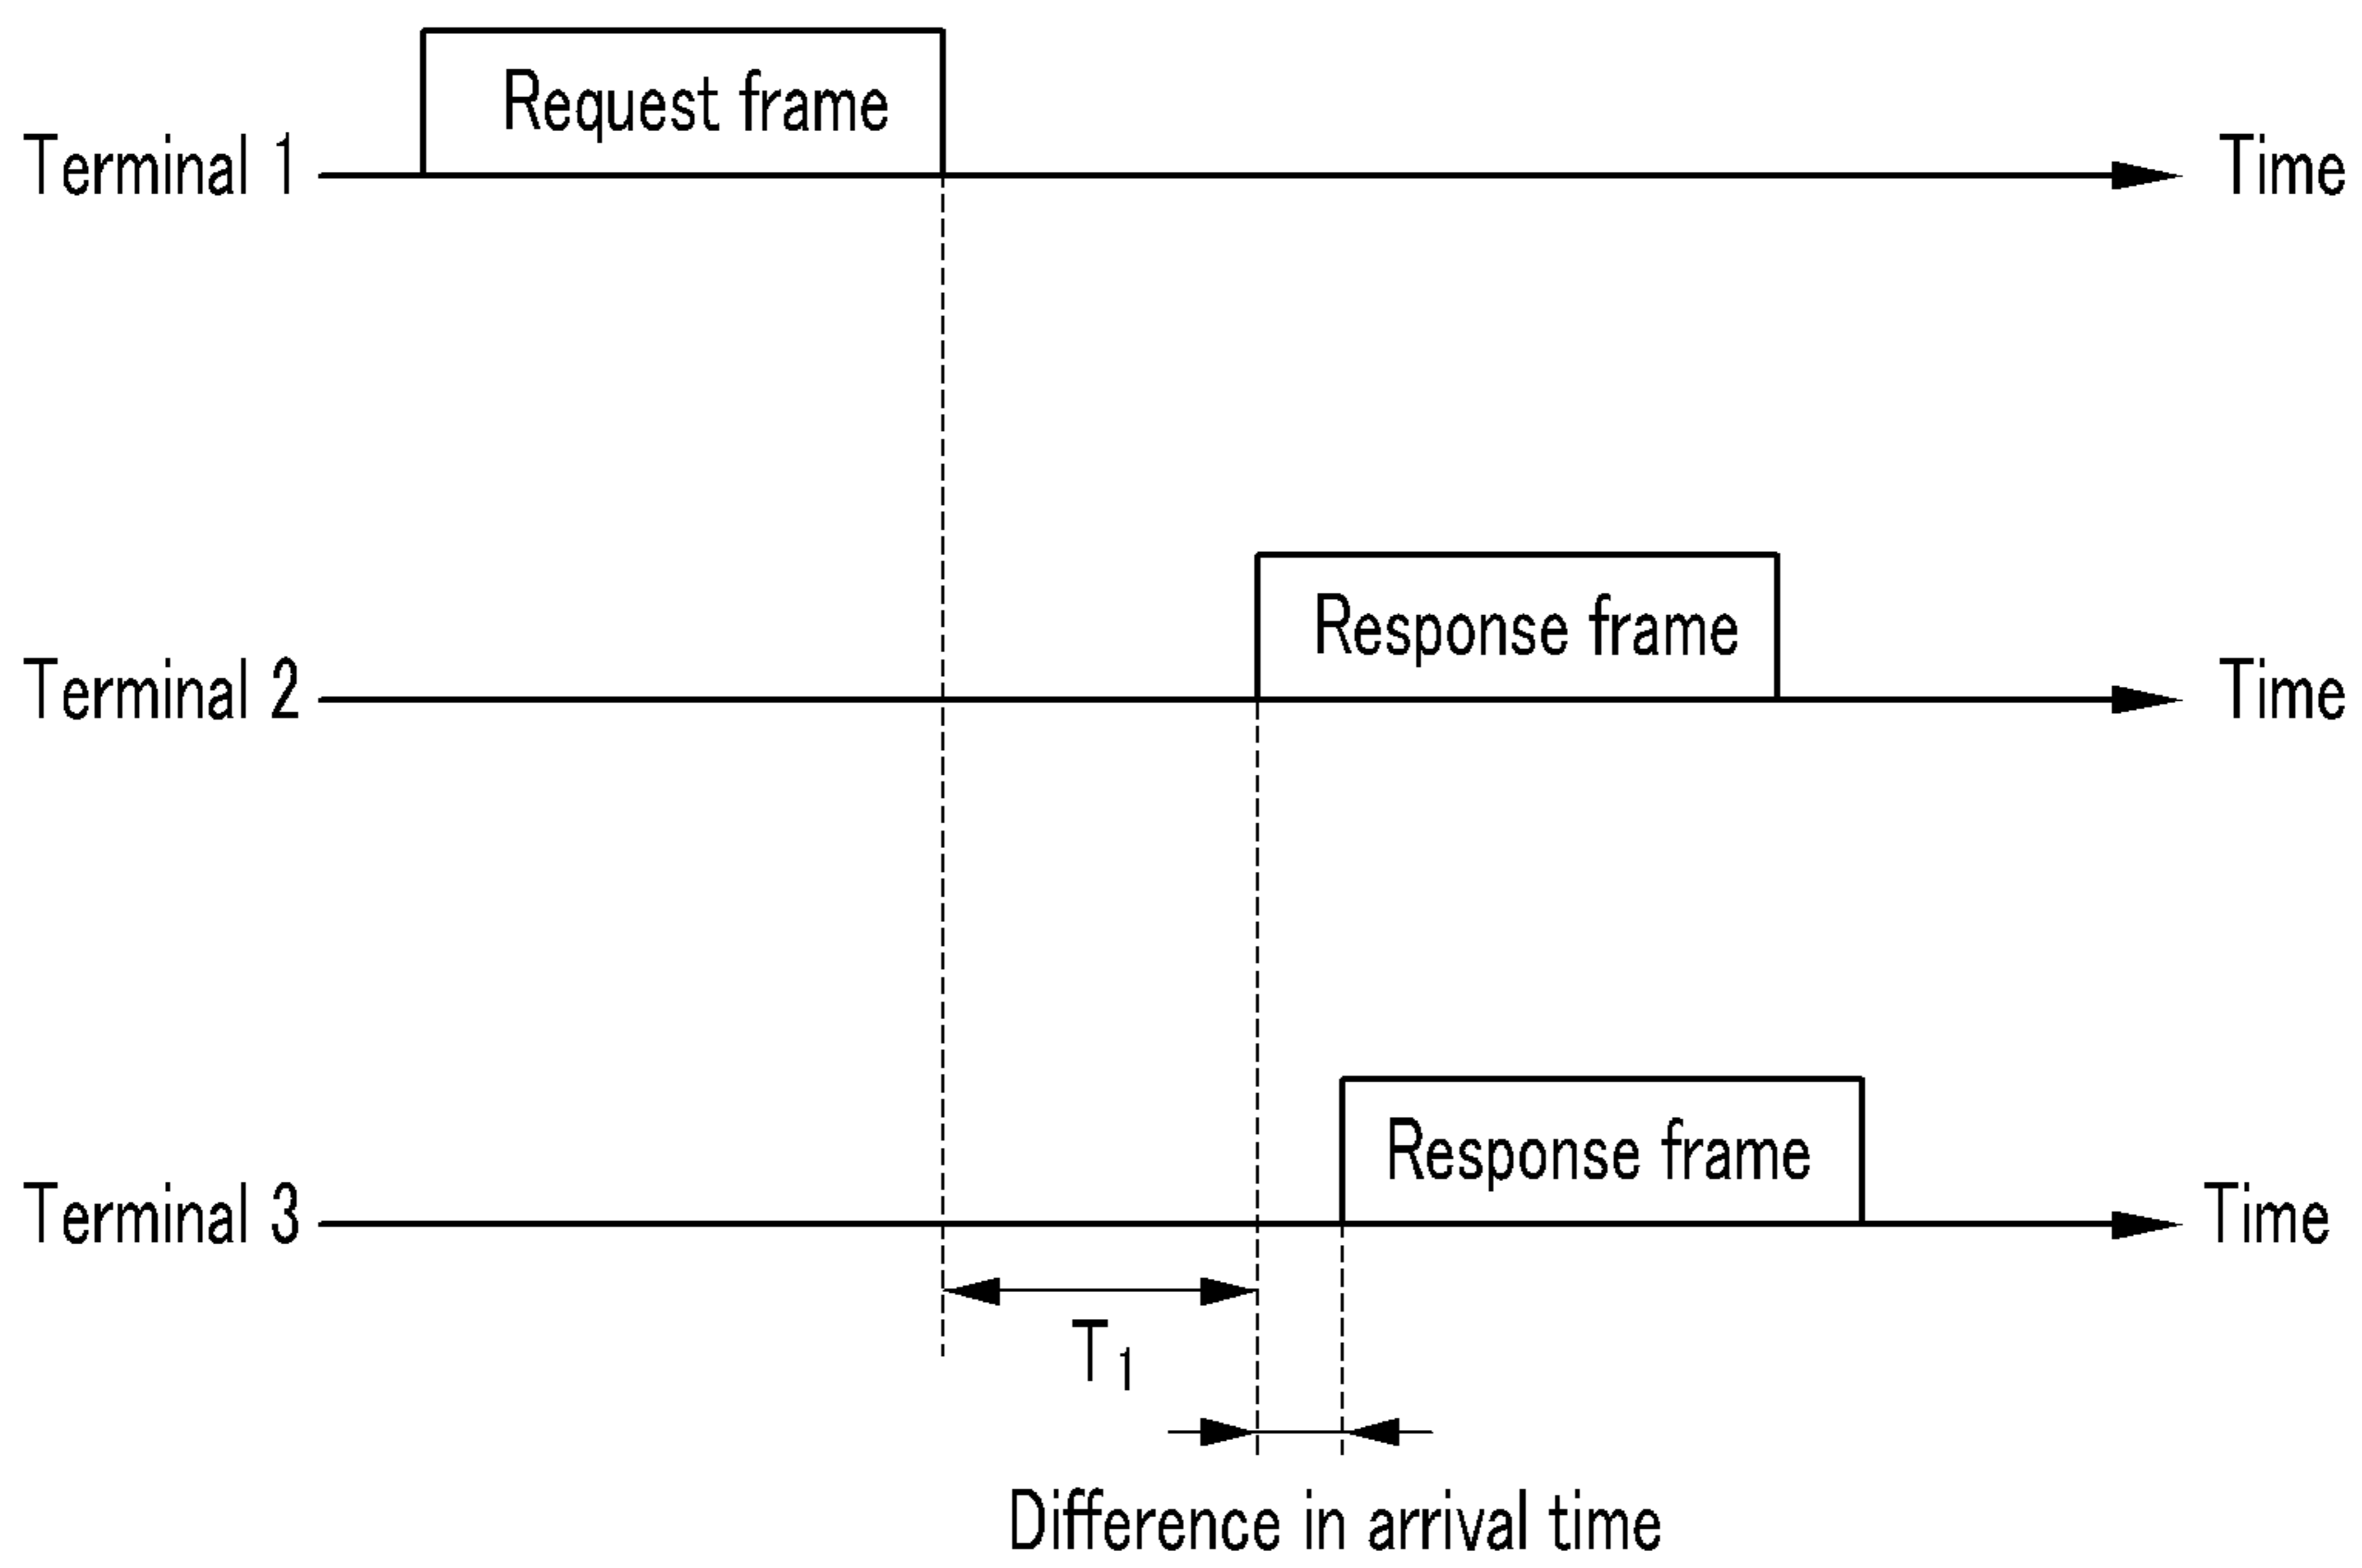 Request frame
Terminal 1
Time
Response frame
Terminal 2
Time
Response frame
Terminal 3
Time
T1
Difference in arrival time